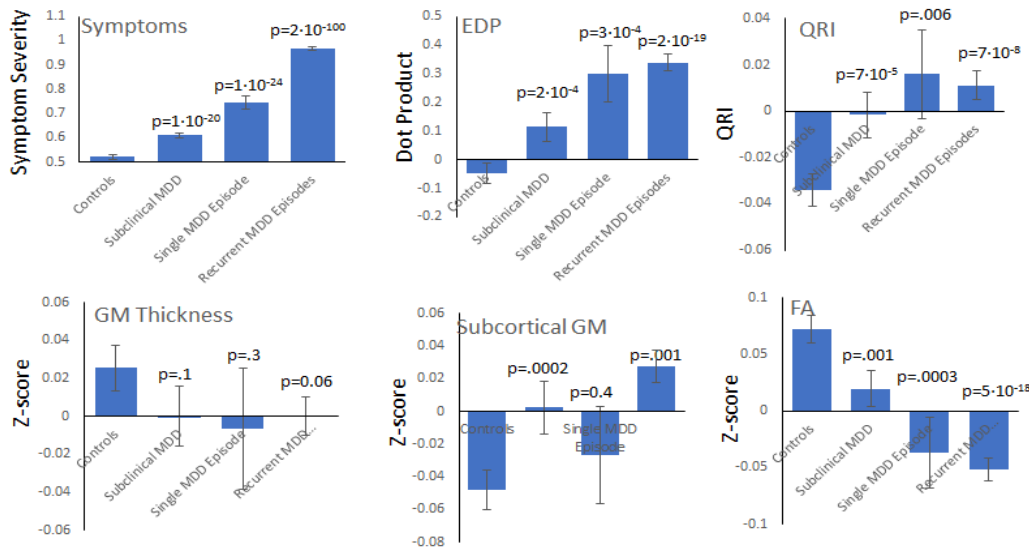 Symptoms
Symptom Severity
1.1
1
0.9
0.8
0.7
0.6
0.5
p=1·10-20
p=1·10-24
p=2·10-100
Controls
Subclinical MDD
Single MDD Episode
Recurrent MDD Episodes
EDP
Dot Product
0.5
0.4
0.3
0.2
0.1
0
-0.1
-0.2
p=2·10-4
p=3·10-4
p=2·10-19
Controls
Subclinical MDD
Single MDD Episode
Recurrent MDD Episodes
QRI
QRI
0.04
0.02
0
-0.02
-0.04
-0.06
p=7·10-5
p=.006
p=7·10-8
Controls
Subclinical MDD
Single MDD Episode
Recurrent MDD Episodes
GM Thickness
Z-score
0.06
0.04
0.02
0
-0.02
-0.04
-0.06
p=.1
p=.3
p=0.06
Controls
Subclinical MDD
Single MDD Episode
Recurrent MDD...
Subcortical GM
Z-score
0.06
0.04
0.02
0
-0.02
-0.04
-0.06
-0.08
p=.0002
p=0.4
p=.001
Controls
Single MDD
Episode
FA
Z-score
0.1
0.05
0
-0.05
-0.1
p=.001
p=.0003
p=5·10-18
Controls
Subclinical MDD
Single MDD Episode
Recurrent MDD...